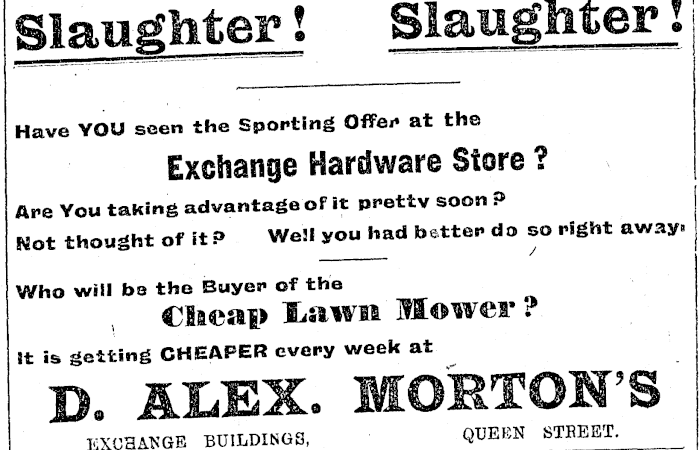 Slaughter! Slaughter!
Have YOU seen the Sporting Offer at the
Exchange Hardware Store?
Are You taking advantage of it pretty soon?
Not thought of it? Well you had better do so right away.
Who will be the Buyer of the
Cheap Lawn Mower?
It is getting CHEAPER every week at
D. ALEX. MORTON'S
EXCHANGE BUILDINGS, QUEEN STREET.